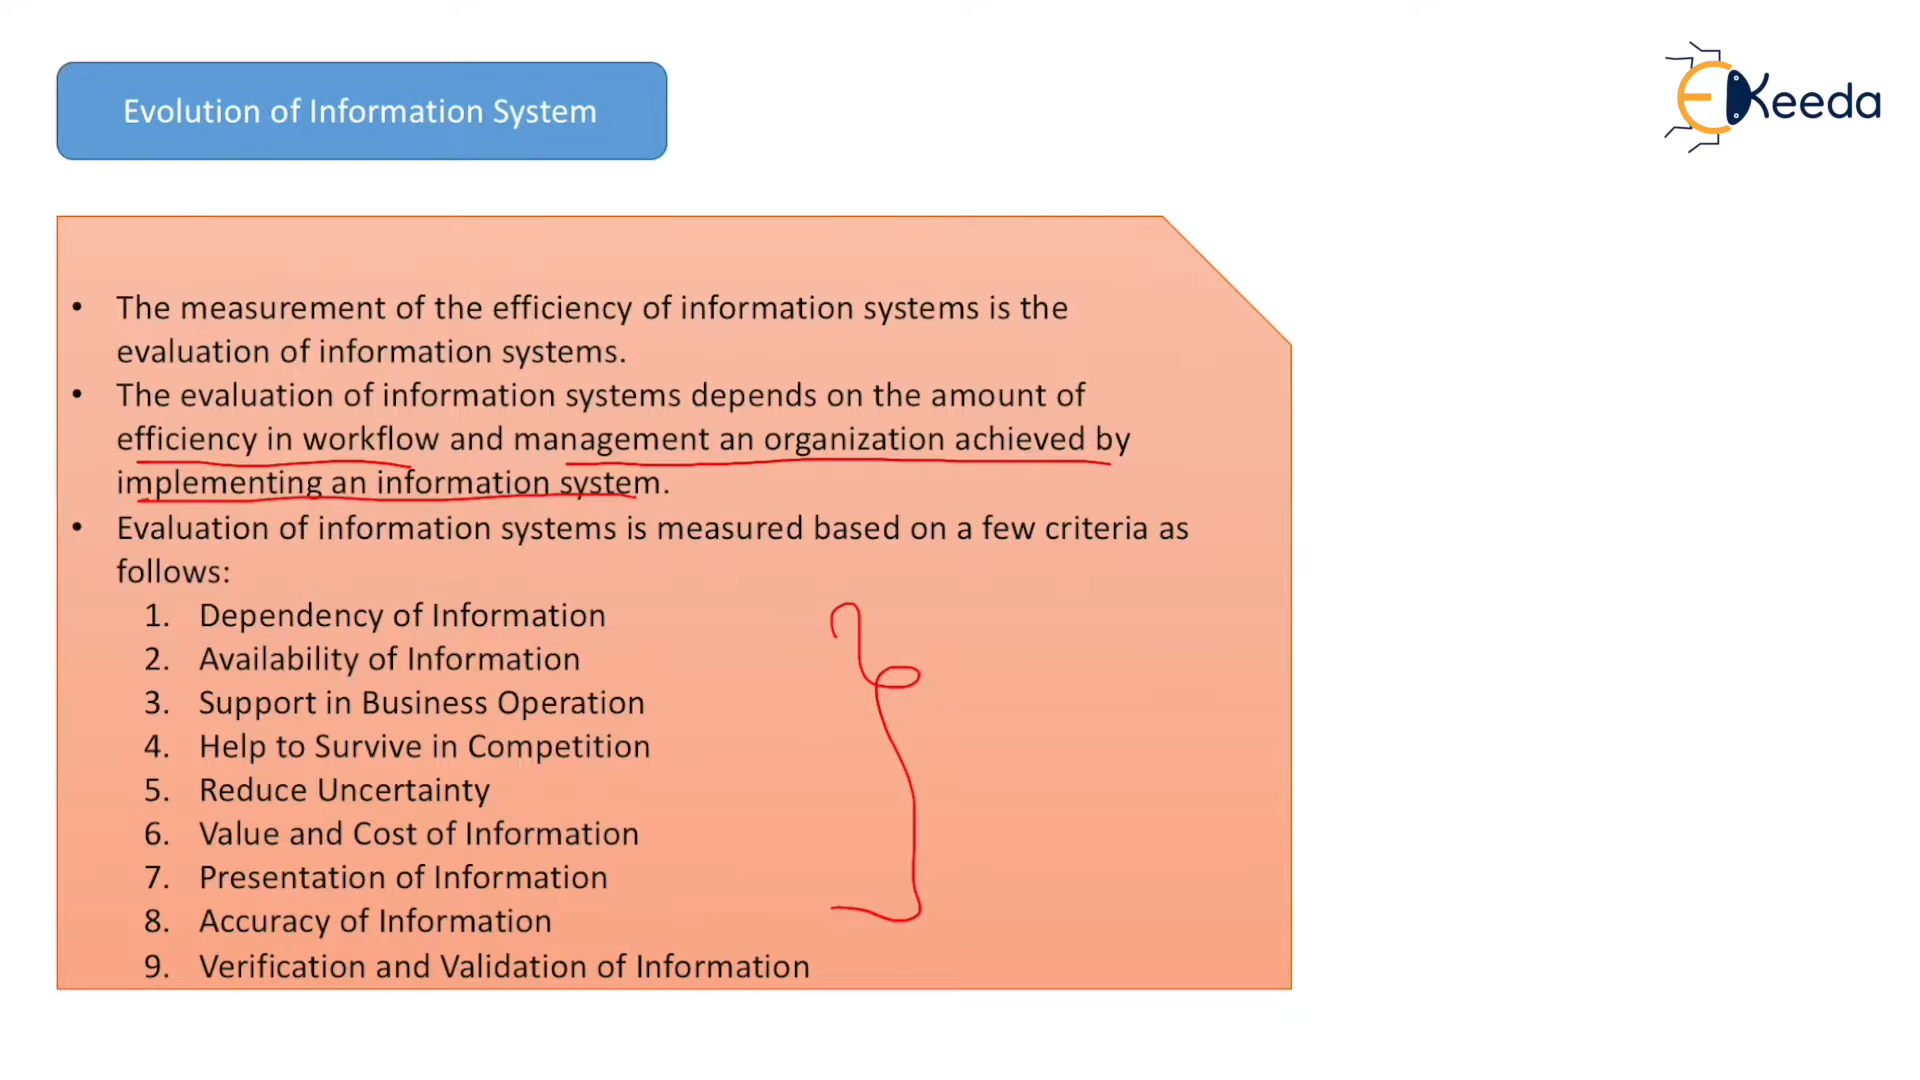 Evolution of Information System
EKeeda
• The measurement of the efficiency of information systems is the
evaluation of information systems.
• The evaluation of information systems depends on the amount of
efficiency in workflow and management an organization achieved by
implementing an information system.
• Evaluation of information systems is measured based on a few criteria as
follows:
1. Dependency of Information
2. Availability of Information
3. Support in Business Operation
4. Help to Survive in Competition
5. Reduce Uncertainty
6. Value and Cost of Information
7. Presentation of Information
8. Accuracy of Information
9. Verification and Validation of Information